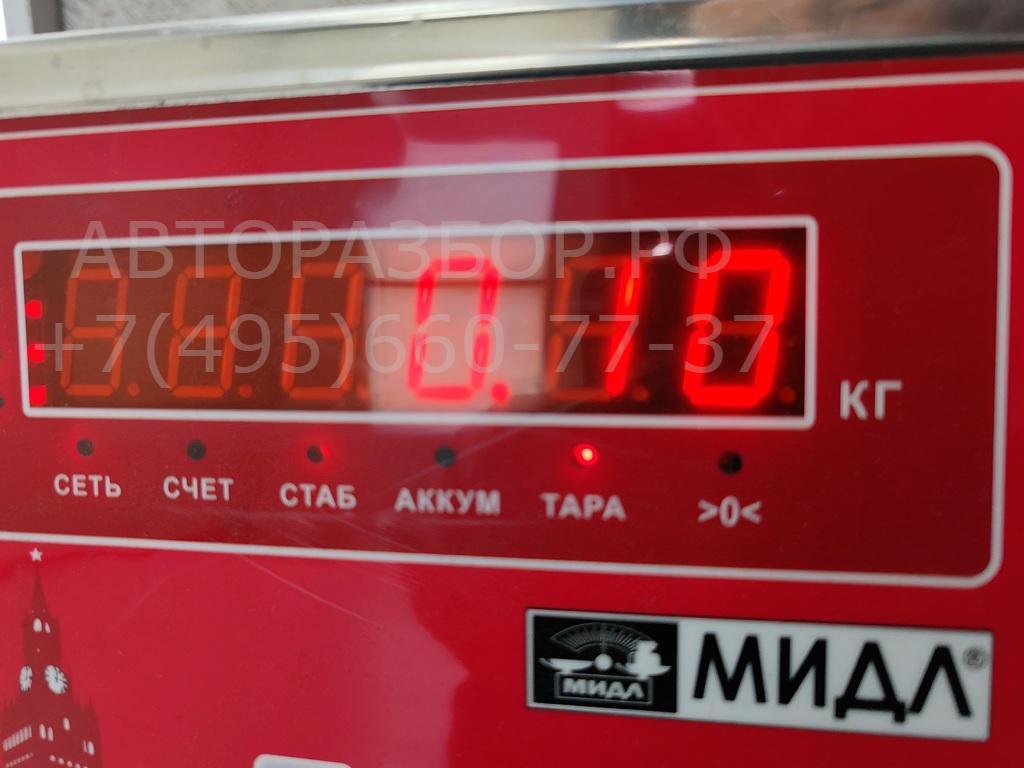 АВТОРАЗБОР.РФ
+7(495)660-77-37
0.10
КГ
СЕТЬ СЧЕТ СТАБ АККУМ ТАРА >0<
МИДЛ МИДЛ®